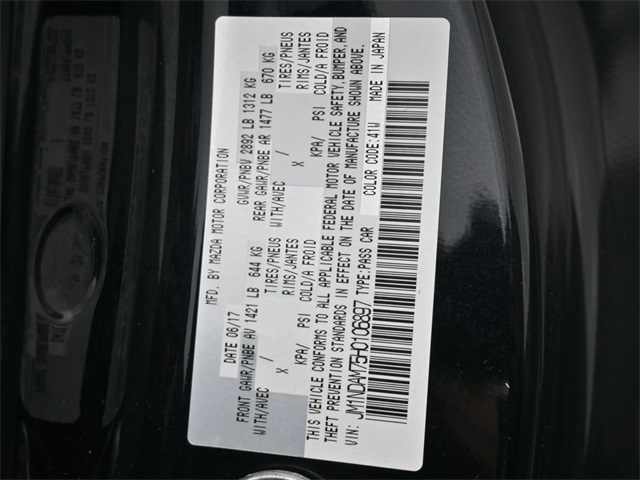 MFD. BY MAZDA MOTOR CORPORATION
DATE 06/17 GVWR/PNBV 2892 LB 1312 KG
FRONT GAWR/PNBE AV 1421 LB 644 KG REAR GAWR/PNBE AR 1477 LB 670 KG
WITH/AVEC TIRES/PNEUS WITH/AVEC TIRES/PNEUS
X / RIMS/JANTES X / RIMS/JANTES
KPA/ PSI COLD/A FROID KPA/ PSI COLD/A FROID
THIS VEHICLE CONFORMS TO ALL APPLICABLE FEDERAL MOTOR VEHICLE SAFETY, BUMPER, AND
THEFT PREVENTION STANDARDS IN EFFECT ON THE DATE OF MANUFACTURE SHOWN ABOVE.
VIN: JM1NDAM75H0106897 TYPE:PASS CAR COLOR CODE:41W MADE IN JAPAN